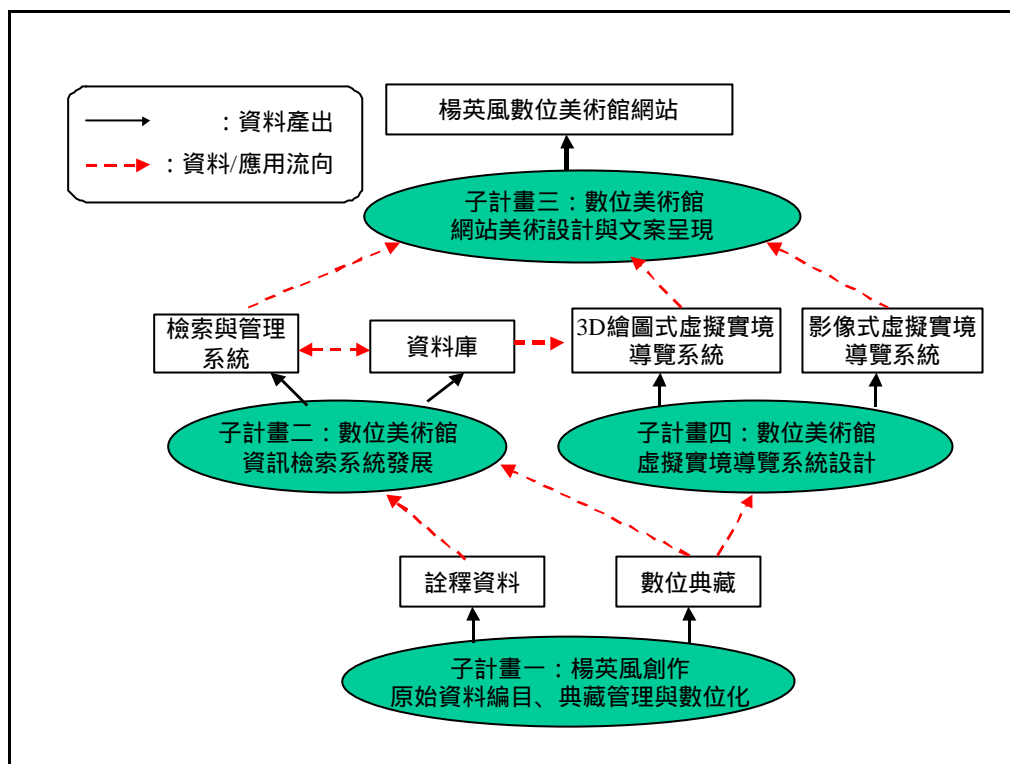 楊英風數位美術館網站
：資料產出
：資料/應用流向
子計畫三：數位美術館
網站美術設計與文案呈現
檢索與管理
系統
資料庫
3D繪圖式虛擬實境
導覽系統
影像式虛擬實境
導覽系統
子計畫二：數位美術館
資訊檢索系統發展
子計畫四：數位美術館
虛擬實境導覽系統設計
詮釋資料
數位典藏
子計畫一：楊英風創作
原始資料編目、典藏管理與數位化